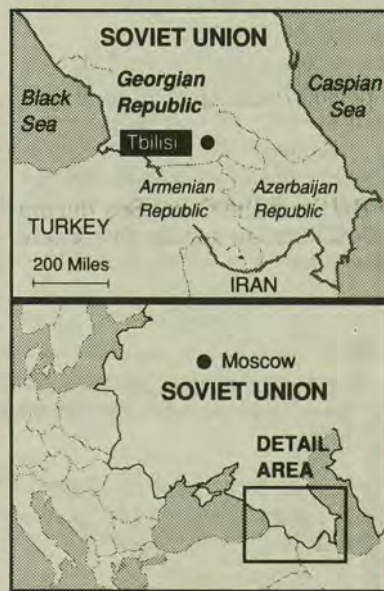 SOVIET UNION
Georgian
Republic
Black
Sea
Caspian
Sea
Tbilisi
Armenian
Republic
Azerbaijan
Republic
TURKEY
200 Miles
IRAN
Moscow
SOVIET UNION
DETAIL
AREA